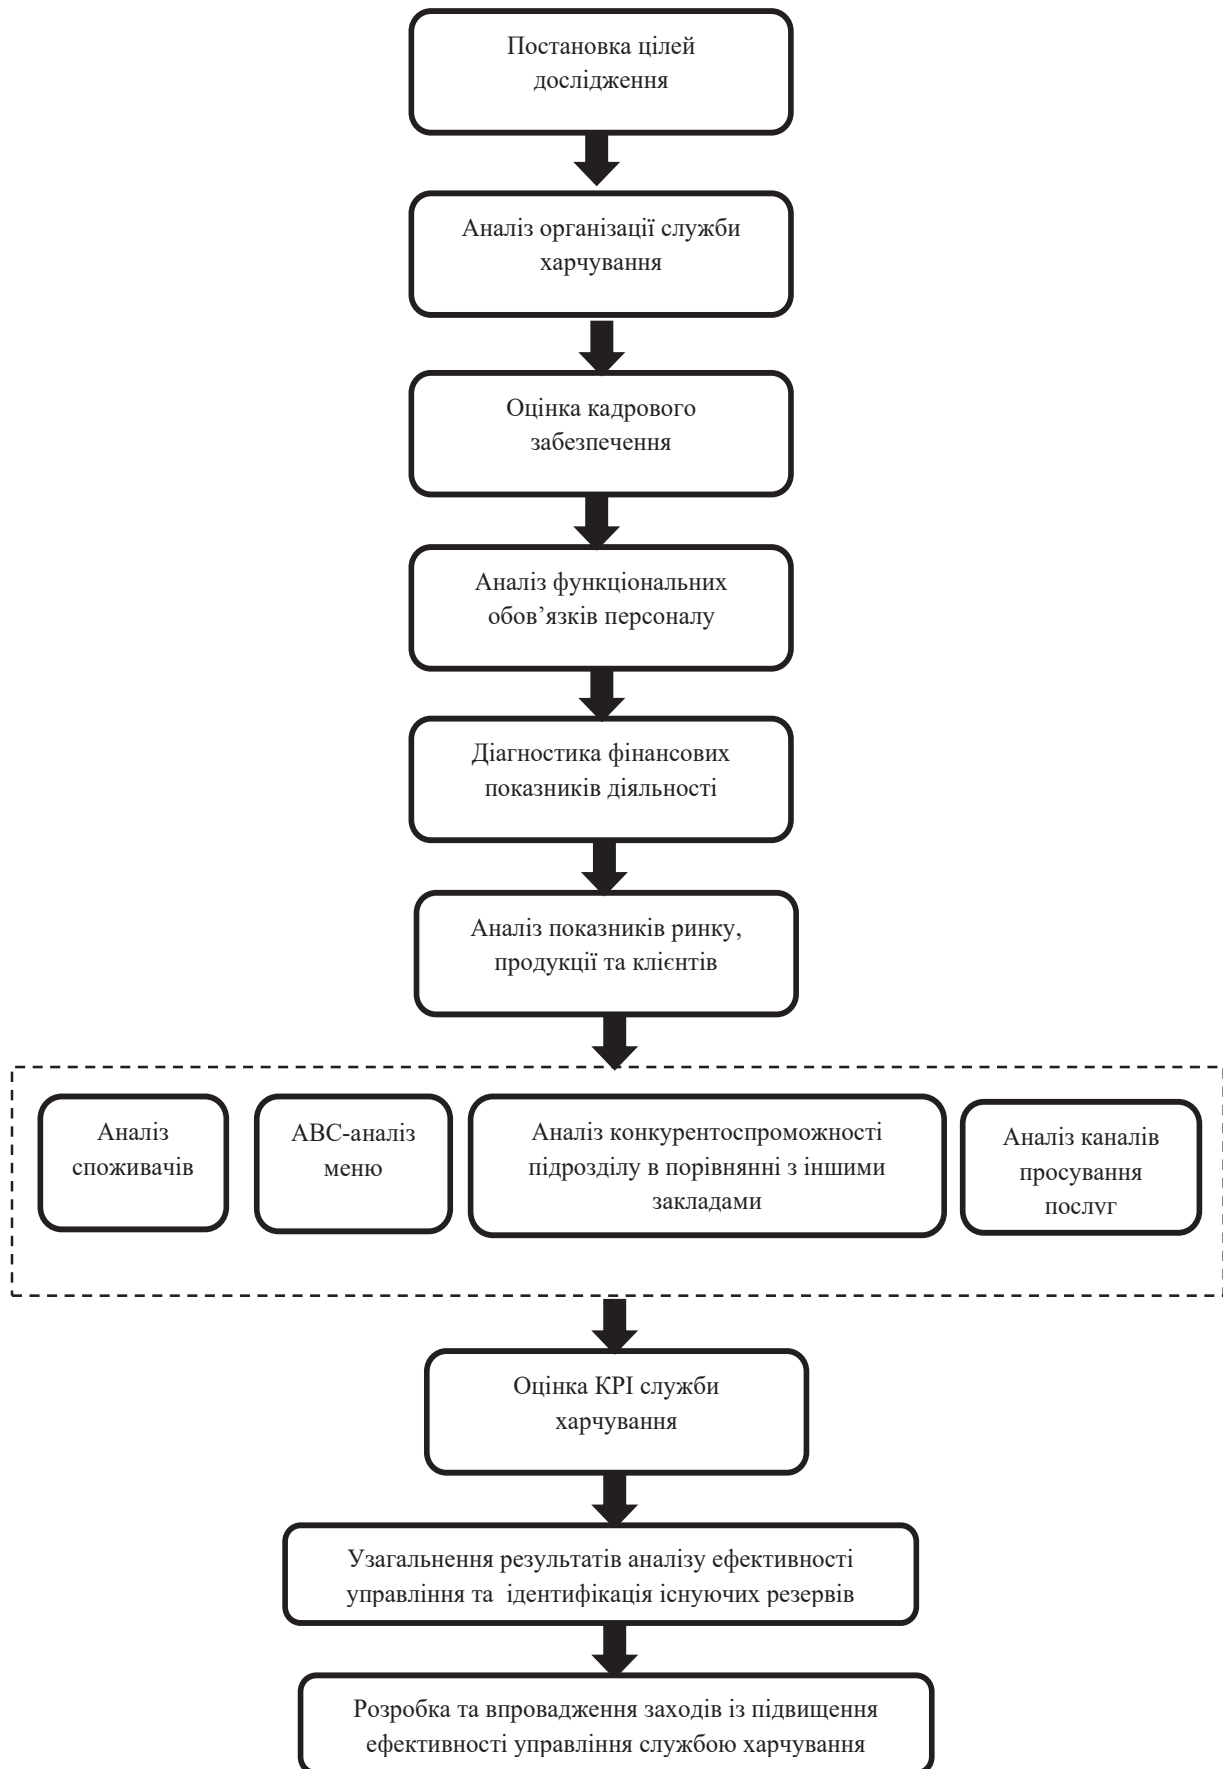 Постановка цілей
дослідження
Аналіз організації служби
харчування
Оцінка кадрового
забезпечення
Аналіз функціональних
обов’язків персоналу
Діагностика фінансових
показників діяльності
Аналіз показників ринку,
продукції та клієнтів
Аналіз
споживачів
АВС-аналіз
меню
Аналіз конкурентоспроможності
підрозділу в порівнянні з іншими
закладами
Аналіз каналів
просування
послуг
Оцінка KPI служби
харчування
Узагальнення результатів аналізу ефективності
управління та ідентифікація існуючих резервів
Розробка та впровадження заходів із підвищення
ефективності управління службою харчування